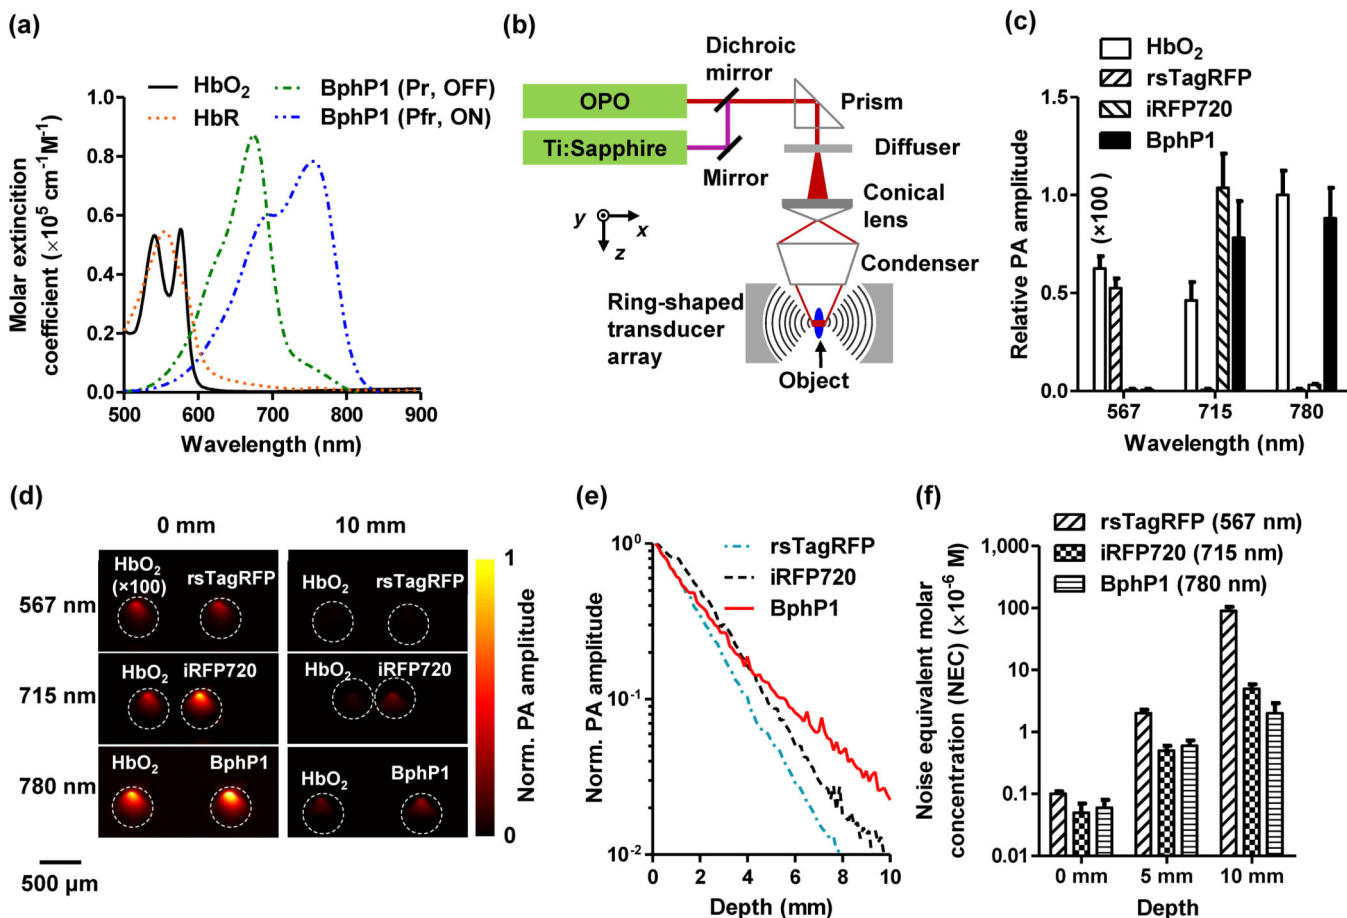 (a)
HbO2
HbR
BphP1 (Pr, OFF)
BphP1 (Pfr, ON)
Molar extinction
coefficient (×10⁵ cm⁻¹M⁻¹)
1.0
0.8
0.6
0.4
0.2
0.0
500 600 700 800 900
Wavelength (nm)
(b)
Dichroic
mirror
OPO
Prism
Ti:Sapphire
Diffuser
Mirror
Conical
lens
y
x
z
Condenser
Ring-shaped
transducer
array
Object
(c)
HbO₂
rsTagRFP
iRFP720
BphP1
Relative PA amplitude
1.5
1.0
0.5
0.0
(×100)
567 715 780
Wavelength (nm)
(d)
0 mm 10 mm
567 nm
HbO₂
(×100)
rsTagRFP
HbO₂
rsTagRFP
715 nm
HbO₂
iRFP720
HbO₂
iRFP720
780 nm
HbO₂
BphP1
HbO₂
BphP1
1
0
Norm. PA amplitude
500 µm
(e)
rsTagRFP
iRFP720
BphP1
Norm. PA amplitude
10⁰
10⁻¹
10⁻²
0 2 4 6 8 10
Depth (mm)
(f)
rsTagRFP (567 nm)
iRFP720 (715 nm)
BphP1 (780 nm)
Noise equivalent molar
concentration (NEC) (×10⁻⁶ M)
1,000
100
10
1
0.1
0.01
0 mm 5 mm 10 mm
Depth